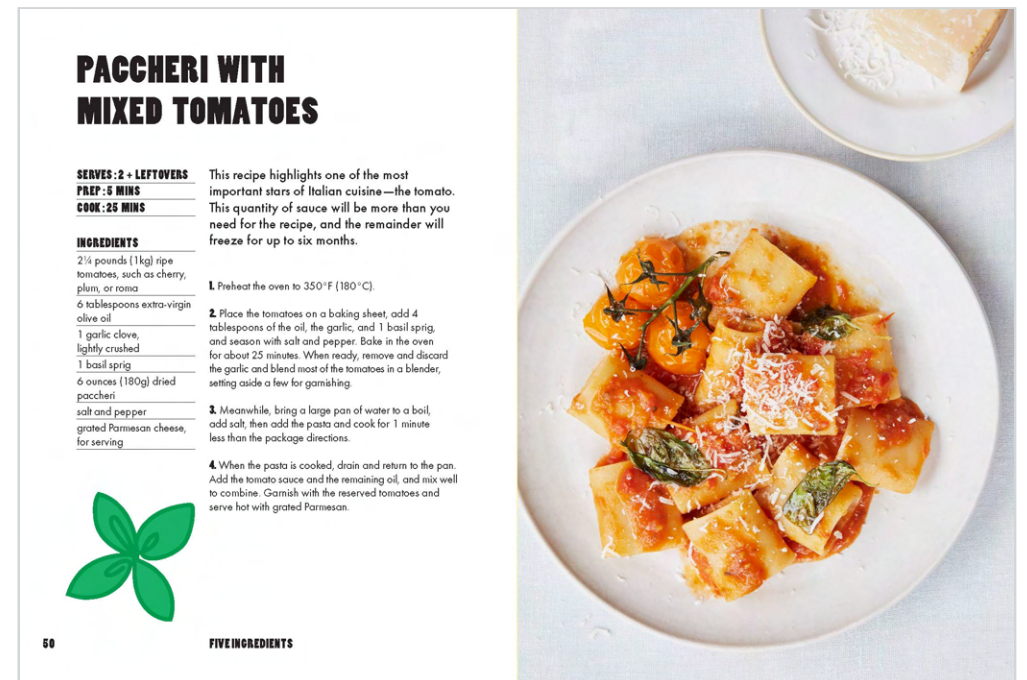 PACCHERI WITH
MIXED TOMATOES
SERVES: 2 + LEFTOVERS
PREP: 5 MINS
COOK: 25 MINS
INGREDIENTS
2¼ pounds (1kg) ripe
tomatoes, such as cherry,
plum, or roma
6 tablespoons extra-virgin
olive oil
1 garlic clove,
lightly crushed
1 basil sprig
6 ounces (180g) dried
paccheri
salt and pepper
grated Parmesan cheese,
for serving
This recipe highlights one of the most
important stars of Italian cuisine—the tomato.
This quantity of sauce will be more than you
need for the recipe, and the remainder will
freeze for up to six months.
1. Preheat the oven to 350°F (180°C).
2. Place the tomatoes on a baking sheet, add 4
tablespoons of the oil, the garlic, and 1 basil sprig,
and season with salt and pepper. Bake in the oven
for about 25 minutes. When ready, remove and discard
the garlic and blend most of the tomatoes in a blender,
setting aside a few for garnishing.
3. Meanwhile, bring a large pan of water to a boil,
add salt, then add the pasta and cook for 1 minute
less than the package directions.
4. When the pasta is cooked, drain and return to the pan.
Add the tomato sauce and the remaining oil, and mix well
to combine. Garnish with the reserved tomatoes and
serve hot with grated Parmesan.
50
FIVE INGREDIENTS